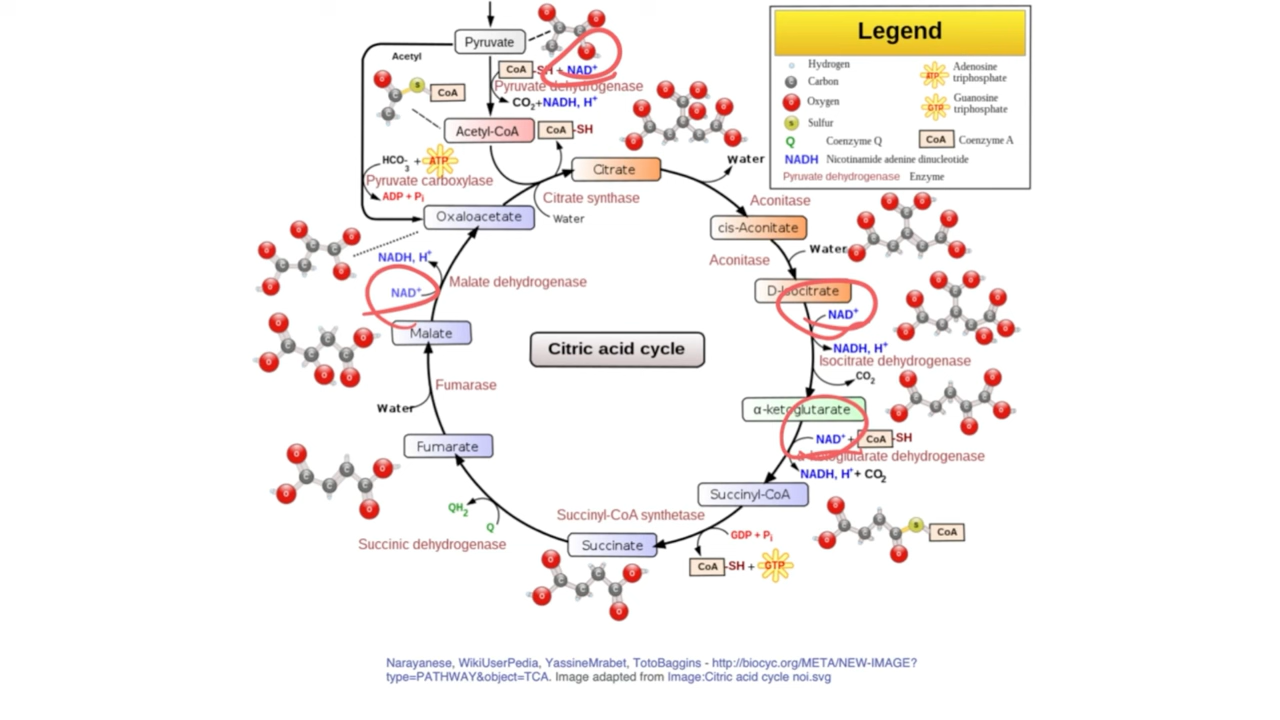 Pyruvate
Acetyl
CoA-SH + NAD⁺
Pyruvate dehydrogenase
CO₂+NADH, H⁺
S CoA
Acetyl-CoA
CoA-SH
HCO₃⁻ + ATP
Pyruvate carboxylase
ADP + Pᵢ
Citrate
Water
Citrate synthase
Water
Oxaloacetate
Aconitase
cis-Aconitate
Water
Aconitase
D-Isocitrate
NAD⁺
NADH, H⁺
Isocitrate dehydrogenase
CO₂
α-ketoglutarate
NAD⁺ + CoA-SH
α-ketoglutarate dehydrogenase
NADH, H⁺+ CO₂
Succinyl-CoA
S CoA
Succinyl-CoA synthetase
GDP + Pᵢ
CoA-SH + GTP
Succinate
QH₂
Q
Succinic dehydrogenase
Fumarate
Water
Fumarase
Malate
NAD⁺
NADH, H⁺
Malate dehydrogenase
Citric acid cycle
Legend
Hydrogen
C Carbon
O Oxygen
S Sulfur
Q Coenzyme Q
NADH Nicotinamide adenine dinucleotide
Pyruvate dehydrogenase Enzyme
ATP Adenosine
triphosphate
GTP Guanosine
triphosphate
CoA Coenzyme A
Narayanese, WikiUserPedia, YassineMrabet, TotoBaggins - http://biocyc.org/META/NEW-IMAGE?
type=PATHWAY&object=TCA. Image adapted from Image:Citric acid cycle noi.svg